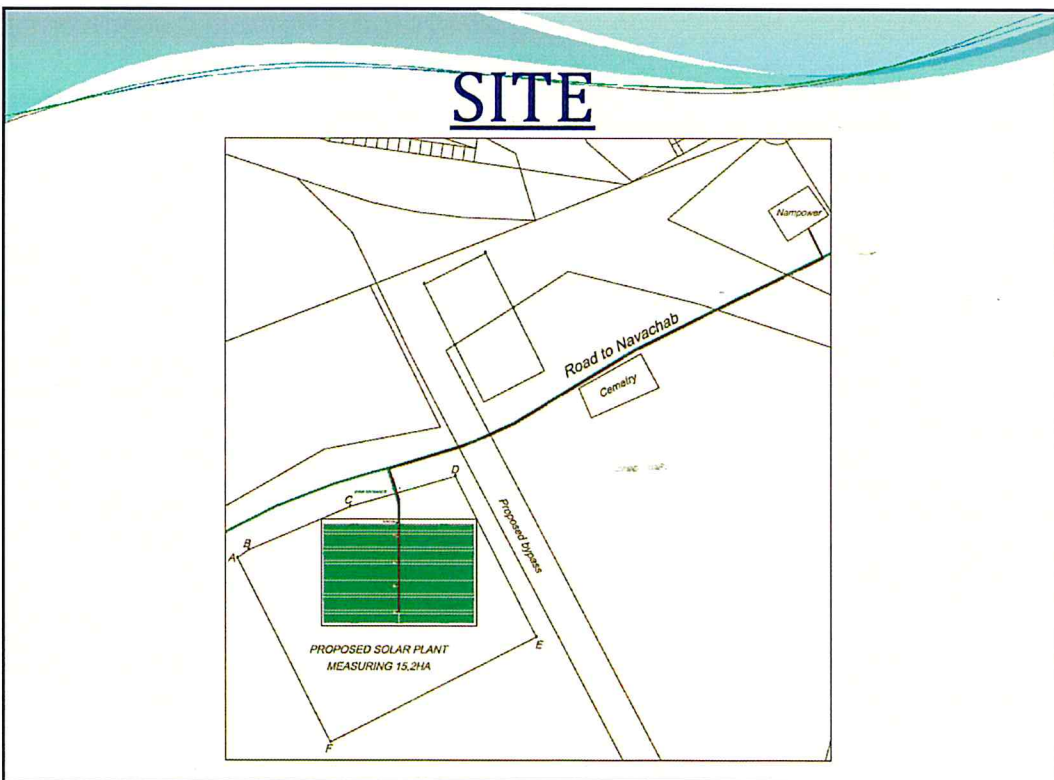 SITE
Nampower
Road to Navachab
Cemetry
D
C
B
A
Proposed bypass
PROPOSED SOLAR PLANT
MEASURING 15,2HA
E
F